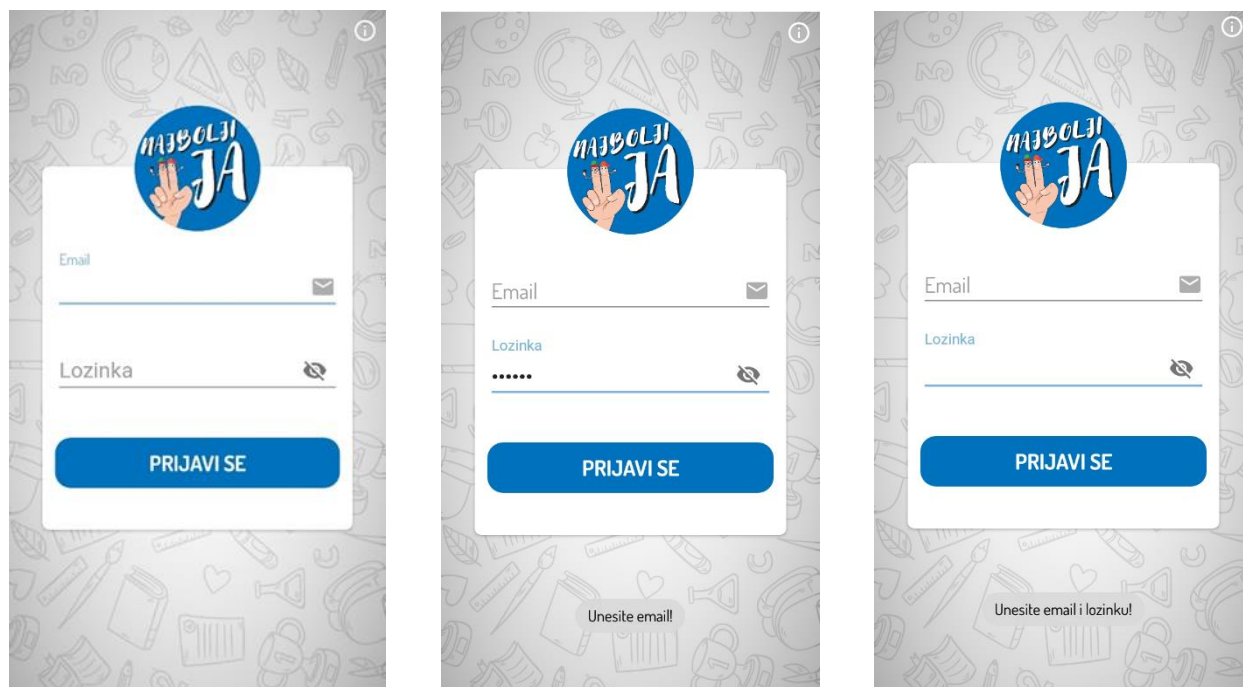 NAJBOLJI
JA
Email
Lozinka
PRIJAVI SE
NAJBOLJI
JA
Email
Lozinka
••••••
PRIJAVI SE
Unesite email!
NAJBOLJI
JA
Email
Lozinka
PRIJAVI SE
Unesite email i lozinku!